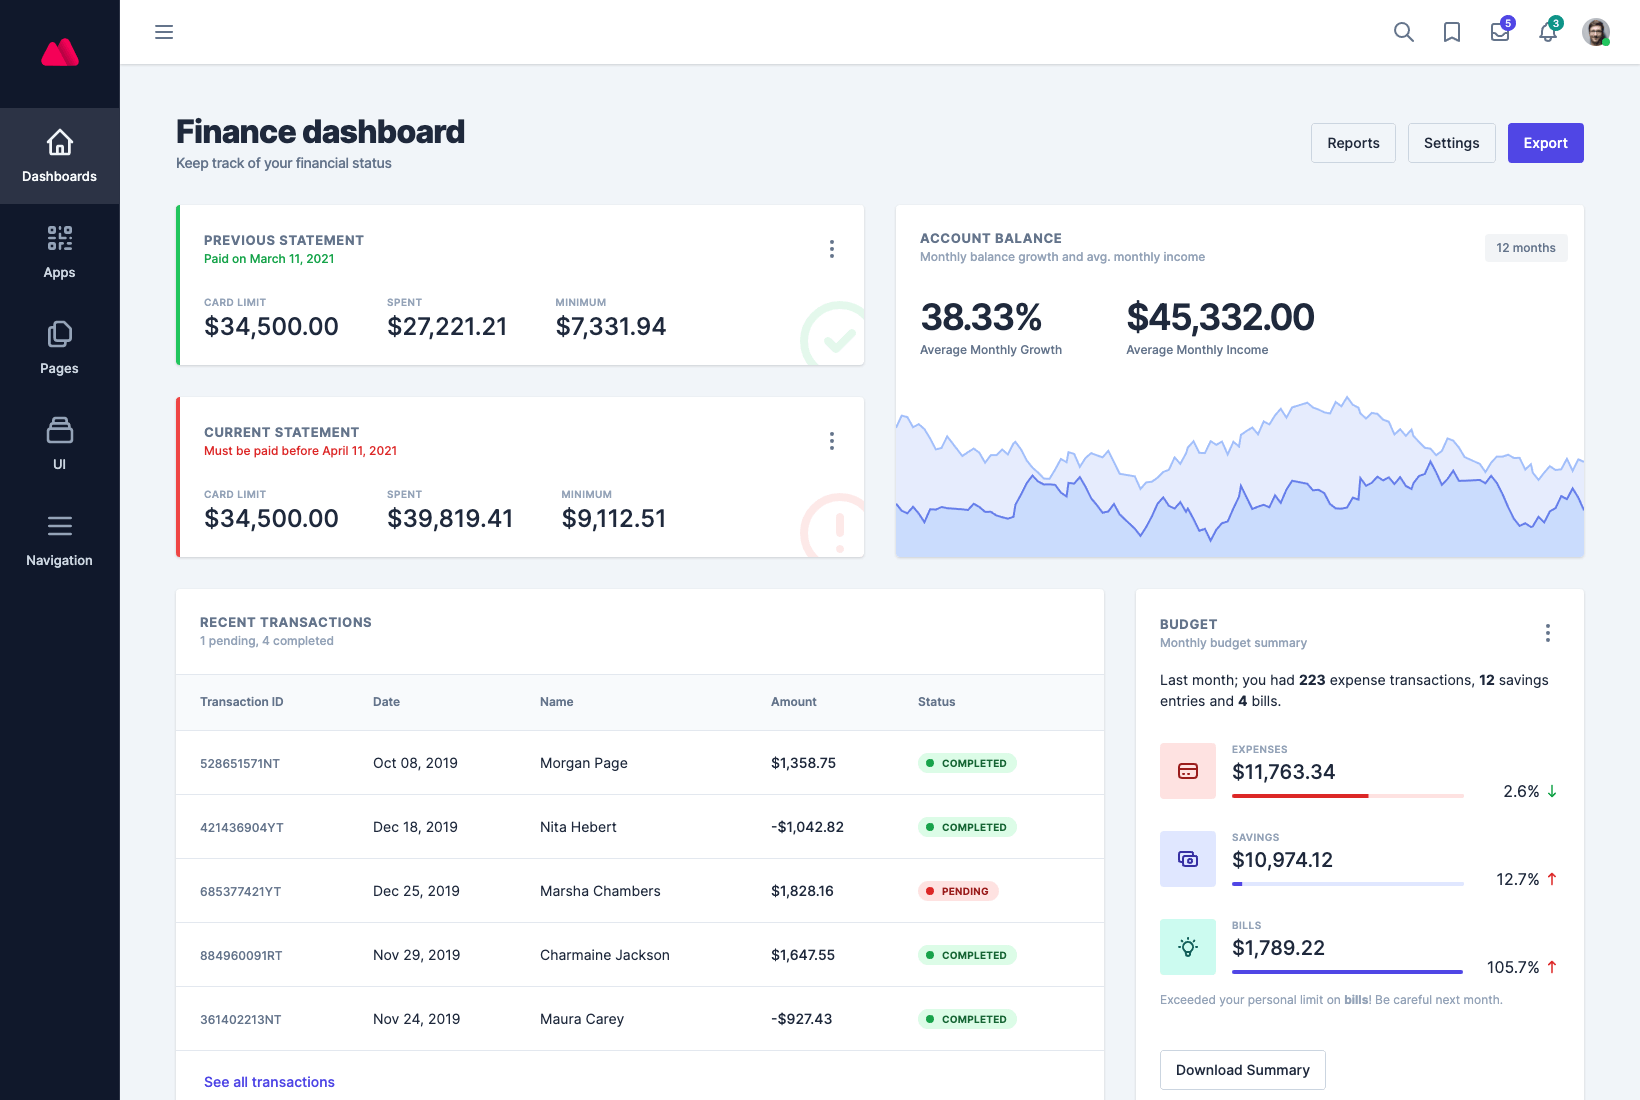 5
3
Dashboards
Apps
Pages
UI
Navigation
Finance dashboard
Keep track of your financial status
Reports
Settings
Export
PREVIOUS STATEMENT
Paid on March 11, 2021
CARD LIMIT
$34,500.00
SPENT
$27,221.21
MINIMUM
$7,331.94
CURRENT STATEMENT
Must be paid before April 11, 2021
CARD LIMIT
$34,500.00
SPENT
$39,819.41
MINIMUM
$9,112.51
ACCOUNT BALANCE
Monthly balance growth and avg. monthly income
12 months
38.33%
Average Monthly Growth
$45,332.00
Average Monthly Income
RECENT TRANSACTIONS
1 pending, 4 completed
Transaction ID Date Name Amount Status
528651571NT Oct 08, 2019 Morgan Page $1,358.75 COMPLETED
421436904YT Dec 18, 2019 Nita Hebert -$1,042.82 COMPLETED
685377421YT Dec 25, 2019 Marsha Chambers $1,828.16 PENDING
884960091RT Nov 29, 2019 Charmaine Jackson $1,647.55 COMPLETED
361402213NT Nov 24, 2019 Maura Carey -$927.43 COMPLETED
See all transactions
BUDGET
Monthly budget summary
Last month; you had 223 expense transactions, 12 savings
entries and 4 bills.
EXPENSES
$11,763.34
2.6%
SAVINGS
$10,974.12
12.7%
BILLS
$1,789.22
105.7%
Exceeded your personal limit on bills! Be careful next month.
Download Summary